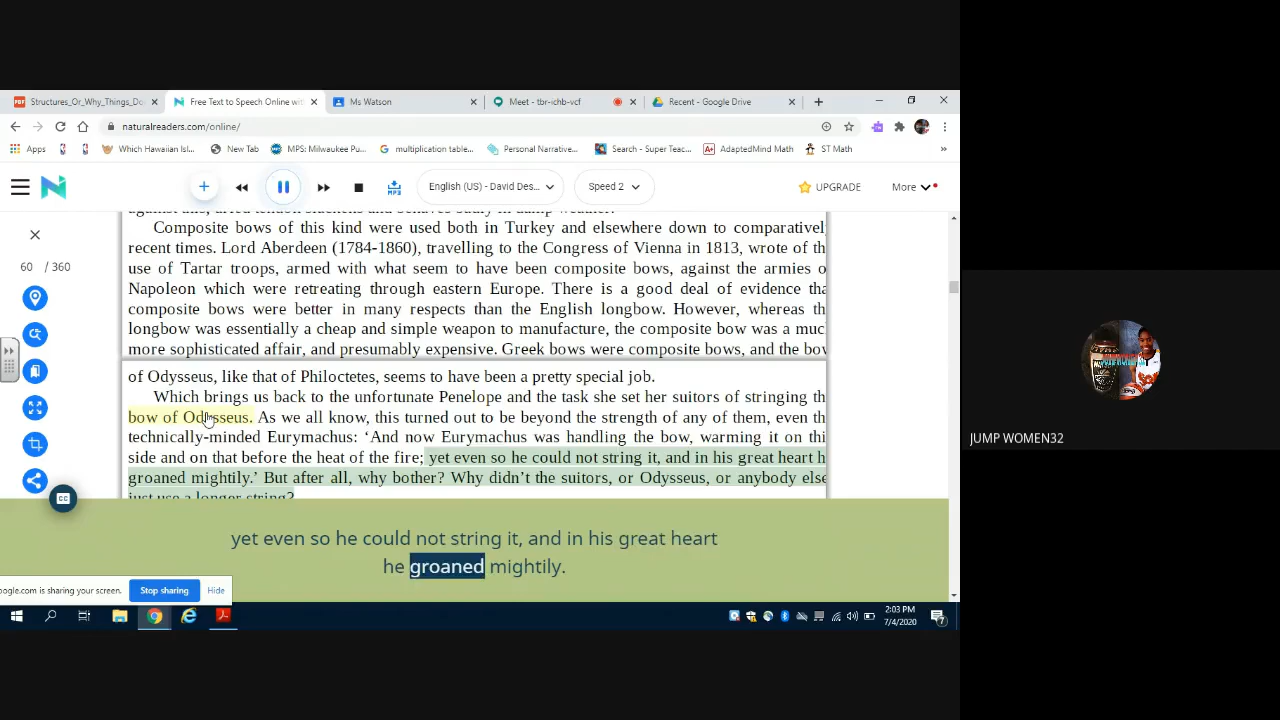 Structures_Or_Why_Things_Do
Free Text to Speech Online wit
Ms Watson
Meet - tbr-ichb-vcf
Recent - Google Drive
naturalreaders.com/online/
Apps
Which Hawaiian Isl...
New Tab
MPS: Milwaukee Pu...
multiplication table...
Personal Narrative...
Search - Super Teac...
AdaptedMind Math
ST Math
MP3
English (US) - David Des...
Speed 2
UPGRADE
More
60 / 360
Composite bows of this kind were used both in Turkey and elsewhere down to comparativel
recent times. Lord Aberdeen (1784-1860), travelling to the Congress of Vienna in 1813, wrote of th
use of Tartar troops, armed with what seem to have been composite bows, against the armies o
Napoleon which were retreating through eastern Europe. There is a good deal of evidence tha
composite bows were better in many respects than the English longbow. However, whereas th
longbow was essentially a cheap and simple weapon to manufacture, the composite bow was a muc
more sophisticated affair, and presumably expensive. Greek bows were composite bows, and the bow
of Odysseus, like that of Philoctetes, seems to have been a pretty special job.
Which brings us back to the unfortunate Penelope and the task she set her suitors of stringing th
bow of Odysseus. As we all know, this turned out to be beyond the strength of any of them, even th
technically-minded Eurymachus: ‘And now Eurymachus was handling the bow, warming it on thi
side and on that before the heat of the fire; yet even so he could not string it, and in his great heart h
groaned mightily.’ But after all, why bother? Why didn’t the suitors, or Odysseus, or anybody else
just use a longer string?
CC
yet even so he could not string it, and in his great heart
he groaned mightily.
oogle.com is sharing your screen.
Stop sharing
Hide
2:03 PM
7/4/2020
JUMP WOMEN32